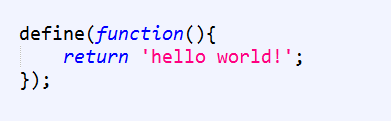 define(function(){
    return 'hello world!';
});